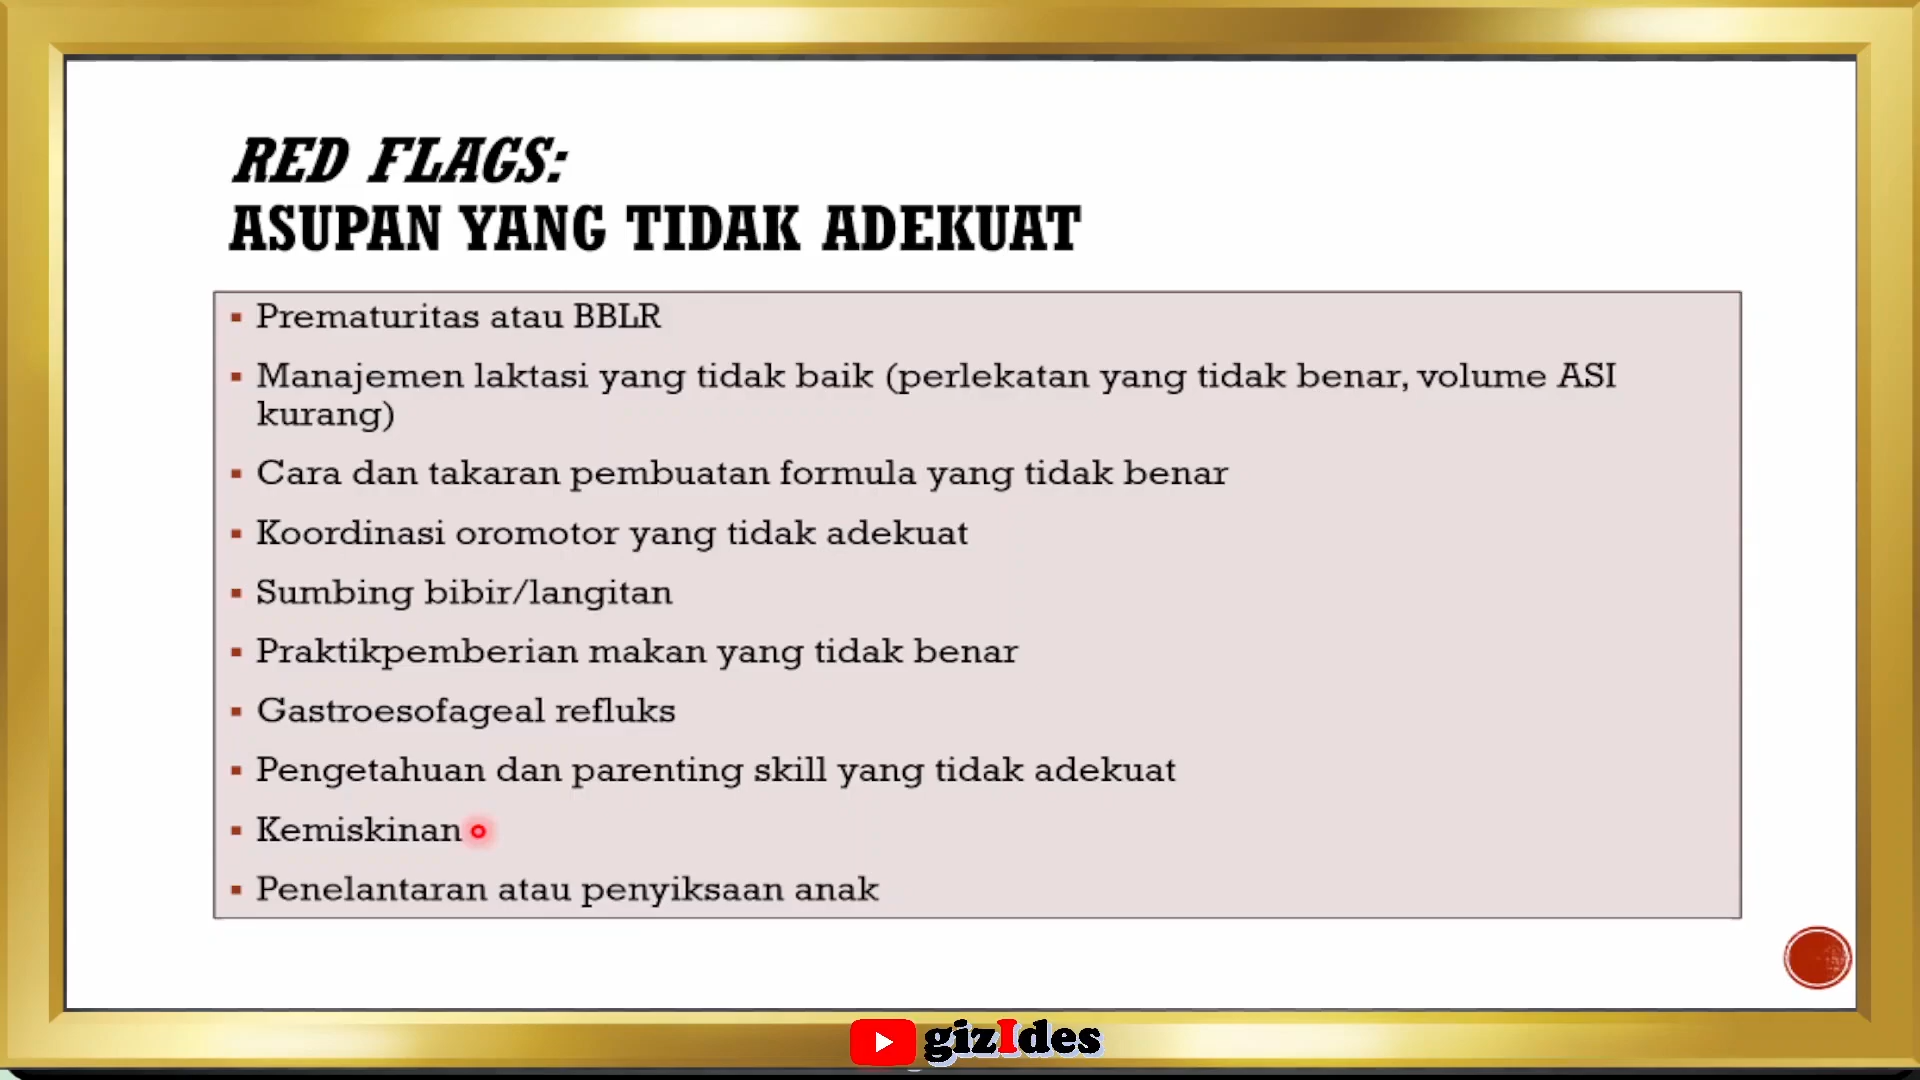 RED FLAGS:
ASUPAN YANG TIDAK ADEKUAT
▪ Prematuritas atau BBLR
▪ Manajemen laktasi yang tidak baik (perlekatan yang tidak benar, volume ASI
kurang)
▪ Cara dan takaran pembuatan formula yang tidak benar
▪ Koordinasi oromotor yang tidak adekuat
▪ Sumbing bibir/langitan
▪ Praktikpemberian makan yang tidak benar
▪ Gastroesofageal refluks
▪ Pengetahuan dan parenting skill yang tidak adekuat
▪ Kemiskinan
▪ Penelantaran atau penyiksaan anak
gizIdes